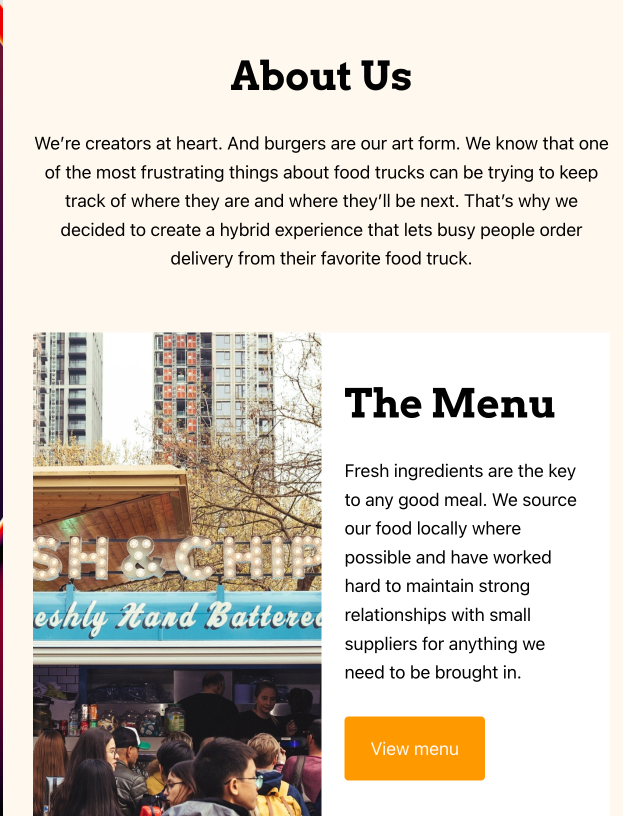 About Us
We’re creators at heart. And burgers are our art form. We know that one
of the most frustrating things about food trucks can be trying to keep
track of where they are and where they’ll be next. That’s why we
decided to create a hybrid experience that lets busy people order
delivery from their favorite food truck.
SH & CHIP
eshly Hand Battered
The Menu
Fresh ingredients are the key
to any good meal. We source
our food locally where
possible and have worked
hard to maintain strong
relationships with small
suppliers for anything we
need to be brought in.
View menu